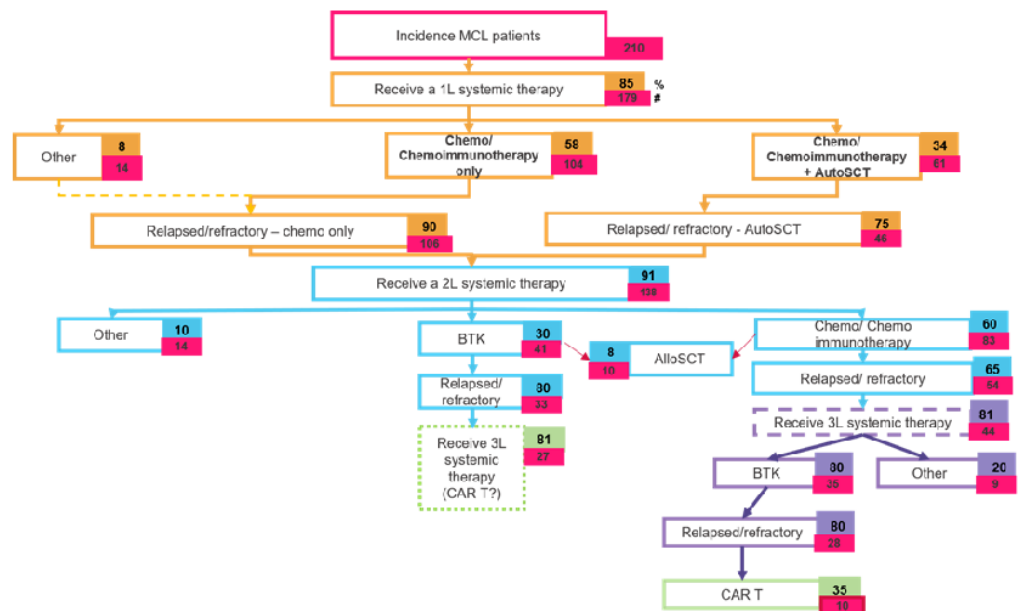 Incidence MCL patients
210
Receive a 1L systemic therapy
85
%
179
#
Other
8
14
Chemo/
Chemoimmunotherapy
only
58
104
Chemo/
Chemoimmunotherapy
+ AutoSCT
34
61
Relapsed/refractory – chemo only
90
106
Relapsed/ refractory - AutoSCT
75
46
Receive a 2L systemic therapy
91
138
Other
10
14
BTK
30
41
8
10
AlloSCT
Chemo/ Chemo
immunotherapy
60
83
Relapsed/
refractory
80
33
Relapsed/ refractory
65
54
Receive 3L
systemic
therapy
(CAR T?)
81
27
Receive 3L systemic therapy
81
44
BTK
80
35
Other
20
9
Relapsed/refractory
80
28
CAR T
35
10